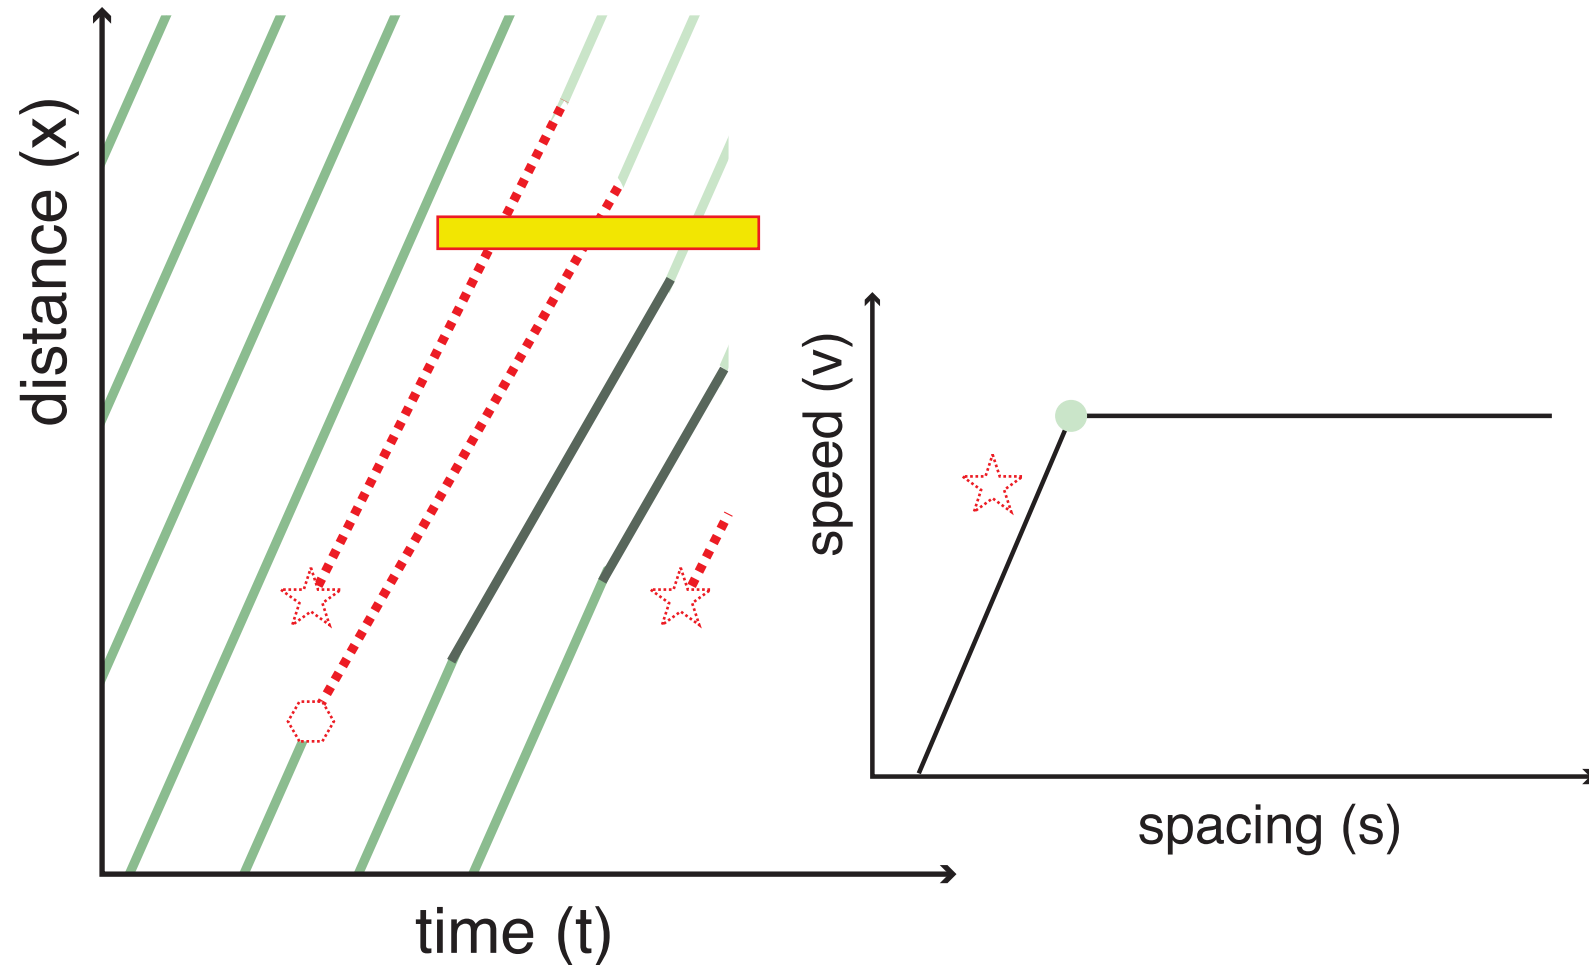 distance (x)
time (t)
speed (v)
spacing (s)